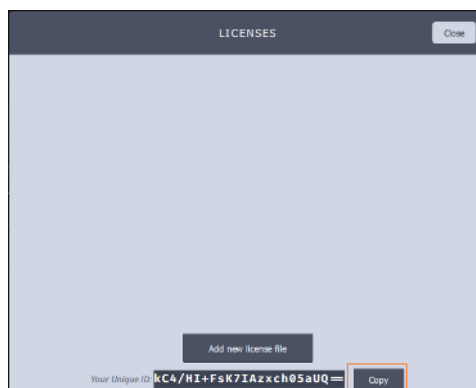 LICENSES
Close
Add new license file
Your Unique ID: kC4/HI+FsK7IAzxch05aUQ==
Copy